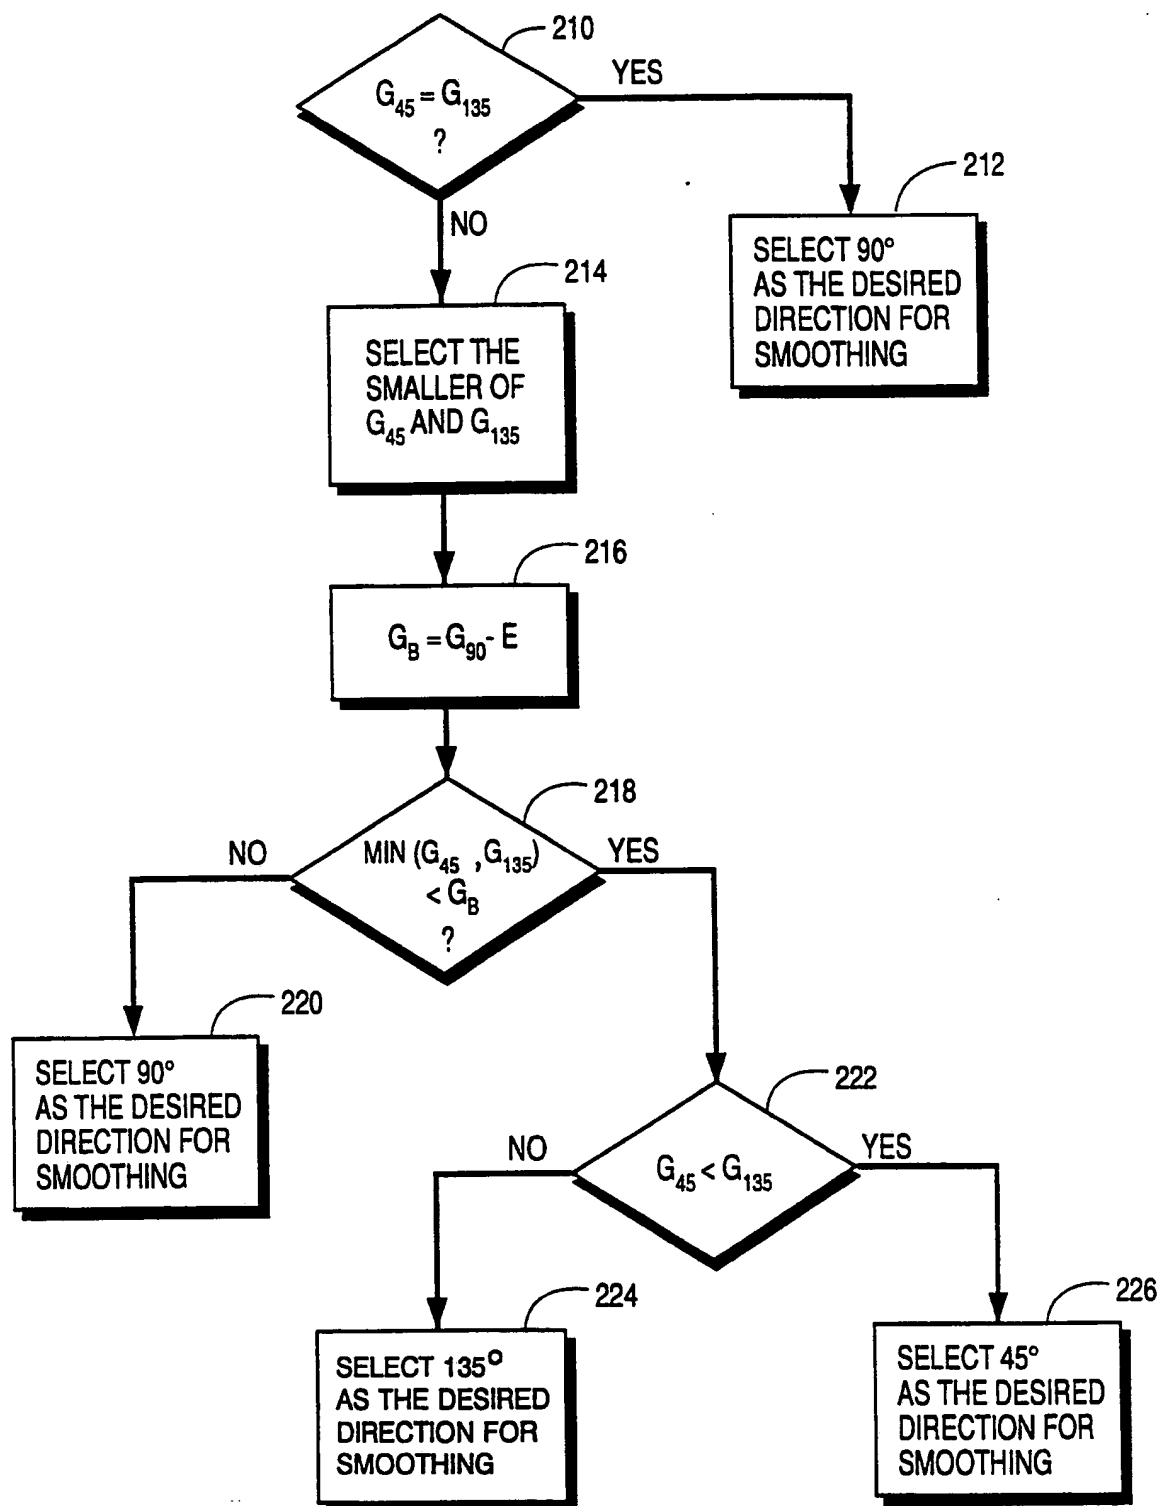 210
G45 = G135
?
YES
212
SELECT 90°
AS THE DESIRED
DIRECTION FOR
SMOOTHING
NO
214
SELECT THE
SMALLER OF
G45 AND G135
216
GB = G90 - E
218
MIN (G45 , G135)
< GB
?
NO
YES
220
SELECT 90°
AS THE DESIRED
DIRECTION FOR
SMOOTHING
222
G45 < G135
NO
YES
224
SELECT 135°
AS THE DESIRED
DIRECTION FOR
SMOOTHING
226
SELECT 45°
AS THE DESIRED
DIRECTION FOR
SMOOTHING